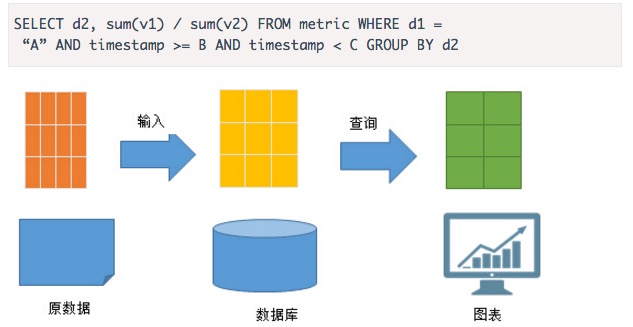 SELECT d2, sum(v1) / sum(v2) FROM metric WHERE d1 =
“A” AND timestamp >= B AND timestamp < C GROUP BY d2
输入
查询
原数据
数据库
图表